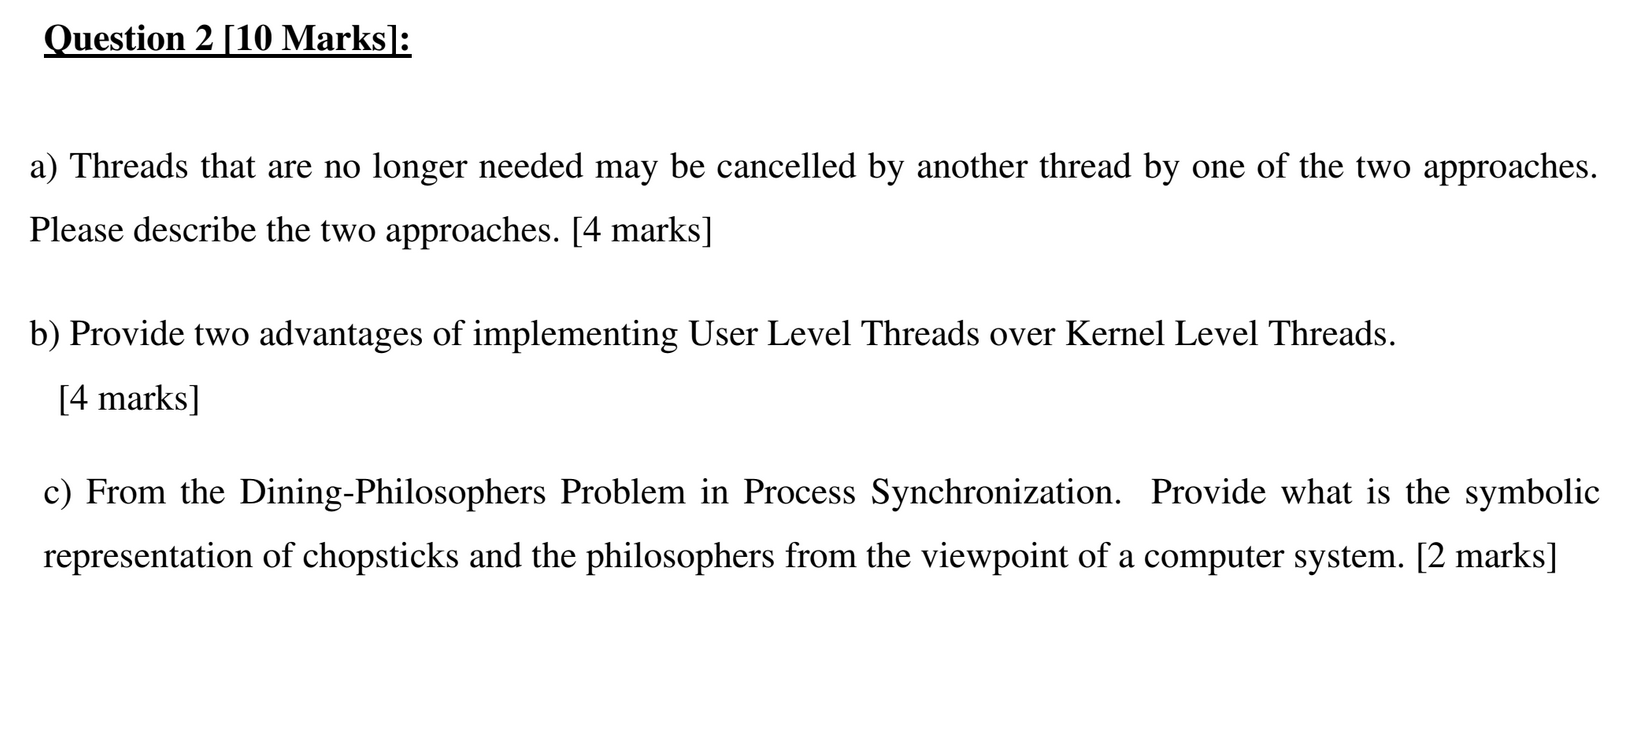 Question 2 [10 Marks]:
a) Threads that are no longer needed may be cancelled by another thread by one of the two approaches.
Please describe the two approaches. [4 marks]
b) Provide two advantages of implementing User Level Threads over Kernel Level Threads.
[4 marks]
c) From the Dining-Philosophers Problem in Process Synchronization. Provide what is the symbolic
representation of chopsticks and the philosophers from the viewpoint of a computer system. [2 marks]